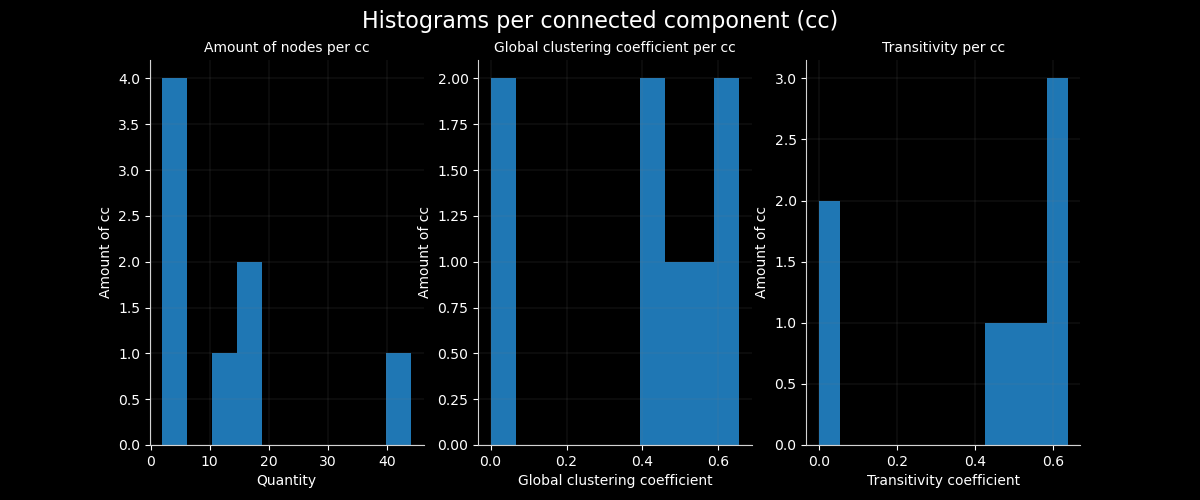 Histograms per connected component (cc)
Amount of nodes per cc
Amount of cc
4.0
3.5
3.0
2.5
2.0
1.5
1.0
0.5
0.0
0 10 20 30 40
Quantity
Global clustering coefficient per cc
Amount of cc
2.00
1.75
1.50
1.25
1.00
0.75
0.50
0.25
0.00
0.0 0.2 0.4 0.6
Global clustering coefficient
Transitivity per cc
Amount of cc
3.0
2.5
2.0
1.5
1.0
0.5
0.0
0.0 0.2 0.4 0.6
Transitivity coefficient